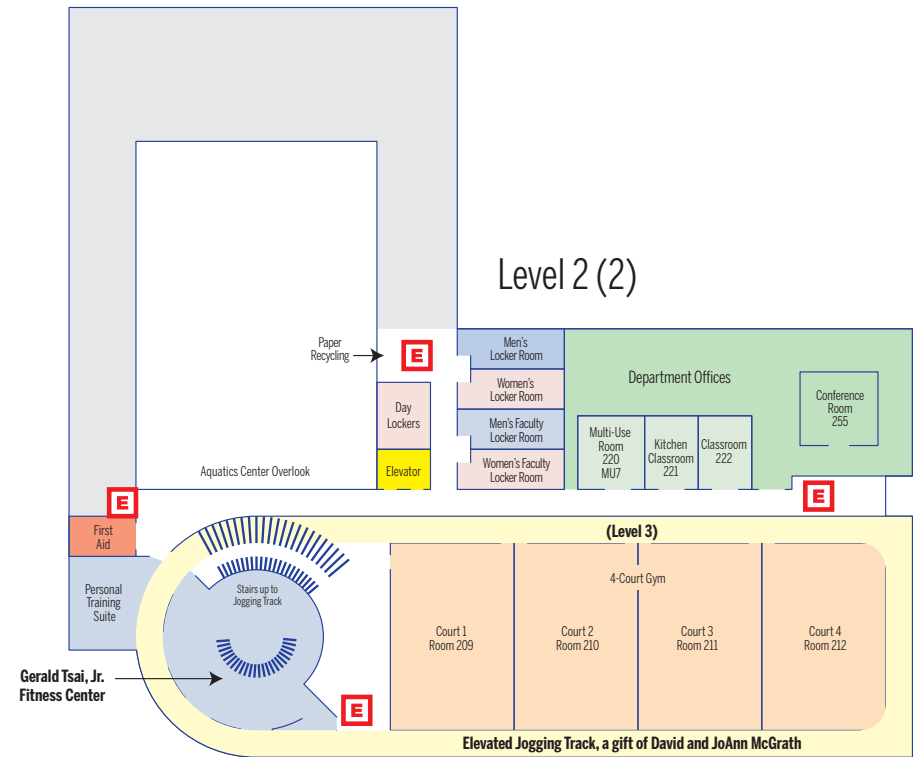 Level 2 (2)
Paper
Recycling
E
Men's
Locker Room
Women's
Locker Room
Men's Faculty
Locker Room
Women's Faculty
Locker Room
Department Offices
Conference
Room
255
Multi-Use
Room
220
MU7
Kitchen
Classroom
221
Classroom
222
Day
Lockers
Elevator
Aquatics Center Overlook
E
E
First
Aid
(Level 3)
Personal
Training
Suite
Stairs up to
Jogging Track
4-Court Gym
Court 1
Room 209
Court 2
Room 210
Court 3
Room 211
Court 4
Room 212
Gerald Tsai, Jr.
Fitness Center
E
Elevated Jogging Track, a gift of David and JoAnn McGrath